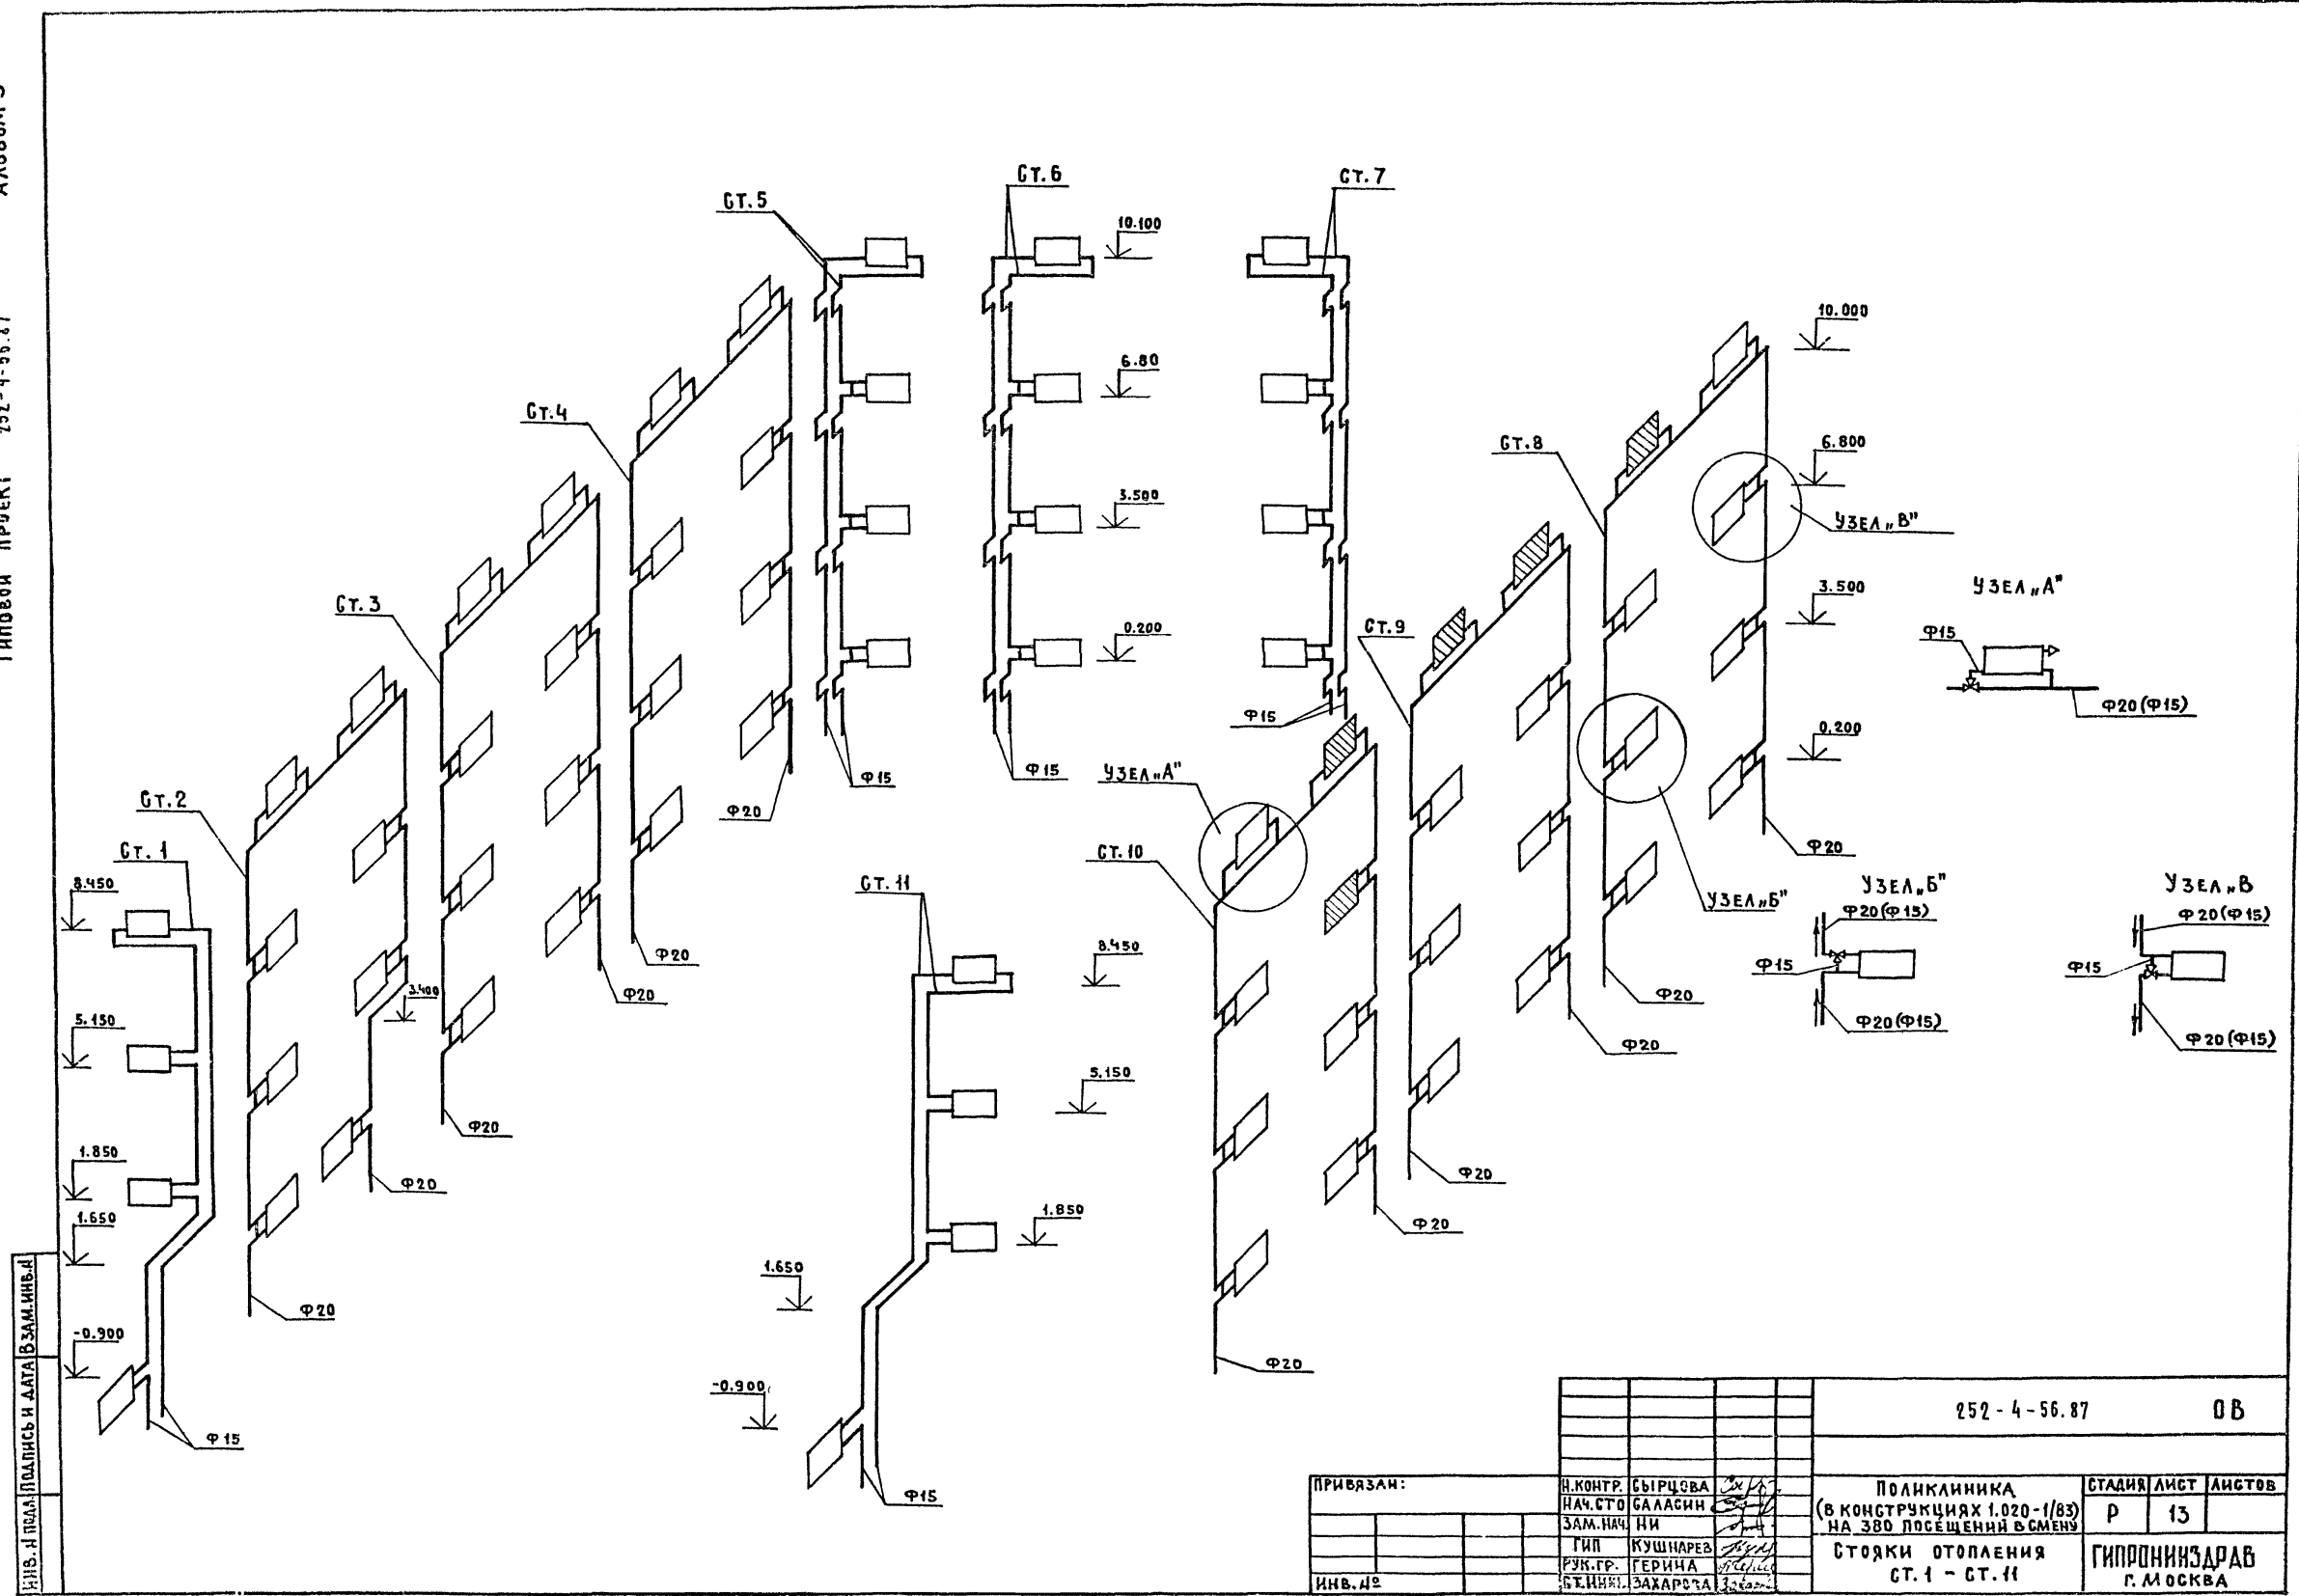 ТИПОВОЙ ПРОЕКТ 252-4-56.87
Ст.6
Ст.7
Ст.5
10.100
10.000
6.80
Ст.4
Ст.8
6.800
3.500
УЗЕЛ „В"
3.500
УЗЕЛ „А"
Ст.3
0.200
Ст.9
Ф15
Ф20(Ф15)
Ф15
0.200
Ф15
Ф15
УЗЕЛ „А"
Ст.2
Ф20
Ф20
Ст.1
Ст.10
8.450
Ст.11
УЗЕЛ „Б"
УЗЕЛ „Б"
УЗЕЛ „В
Ф20(Ф15)
Ф20(Ф15)
8.450
Ф20
Ф15
Ф15
3.400
Ф20
Ф20
5.150
Ф20(Ф15)
Ф20(Ф15)
Ф20
5.150
Ф20
1.850
Ф20
Ф20
1.650
1.850
Ф20
1.650
Ф20
-0.900
Ф20
-0.900
Ф15
Ф15
ВЗАМ.ИНВ.№
ПОДПИСЬ И ДАТА
ИНВ.№ ПОДЛ.
252-4-56.87 ОВ
ПРИВЯЗАН:
ИНВ.№
Н.КОНТР. СЫРЦОВА
НАЧ.СТО САЛАСИН
ЗАМ.НАЧ. НИ
ГИП КУШНАРЕВ
РУК.ГР. ГЕРИНА
СТ.ИНЖ. ЗАХАРОВА
ПОЛИКЛИНИКА
(В КОНСТРУКЦИЯХ 1.020-1/83)
НА 380 ПОСЕЩЕНИЙ В СМЕНУ
СТАДИЯ ЛИСТ ЛИСТОВ
Р 13
СТОЯКИ ОТОПЛЕНИЯ
СТ.1 - СТ.11
ГИПРОНИИЗДРАВ
Г. МОСКВА